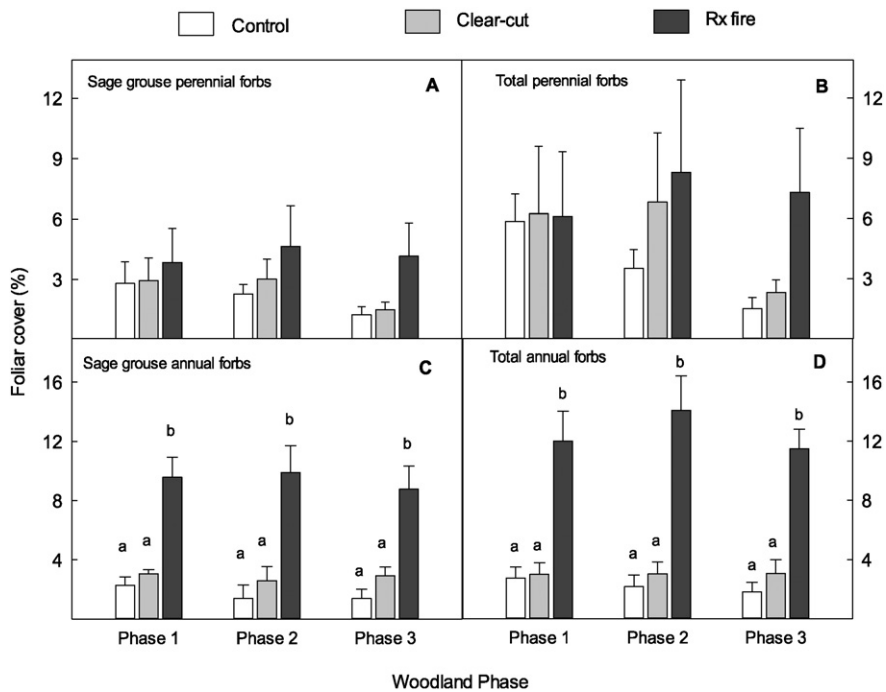 Control Clear-cut Rx fire
Sage grouse perennial forbs A
Total perennial forbs B
12 12
9 9
6 6
3 3
Foliar cover (%)
Sage grouse annual forbs C
Total annual forbs D
16 16
12 12
8 8
4 4
a a b a a b a a b
a a b a a b a a b
Phase 1 Phase 2 Phase 3 Phase 1 Phase 2 Phase 3
Woodland Phase